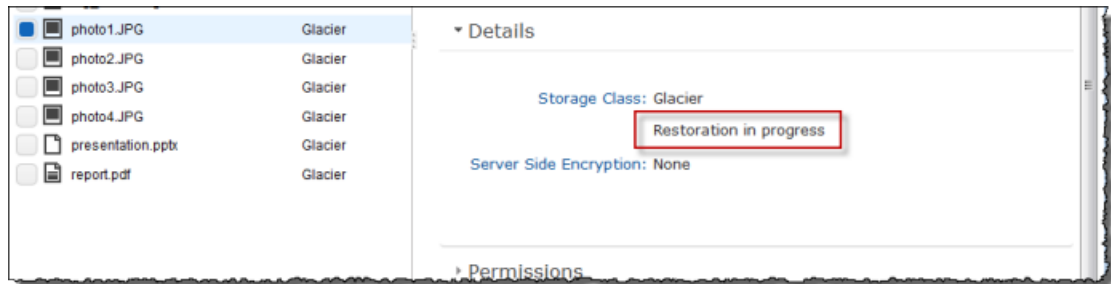 photo1.JPG Glacier
photo2.JPG Glacier
photo3.JPG Glacier
photo4.JPG Glacier
presentation.pptx Glacier
report.pdf Glacier
Details
Storage Class: Glacier
Restoration in progress
Server Side Encryption: None
Permissions